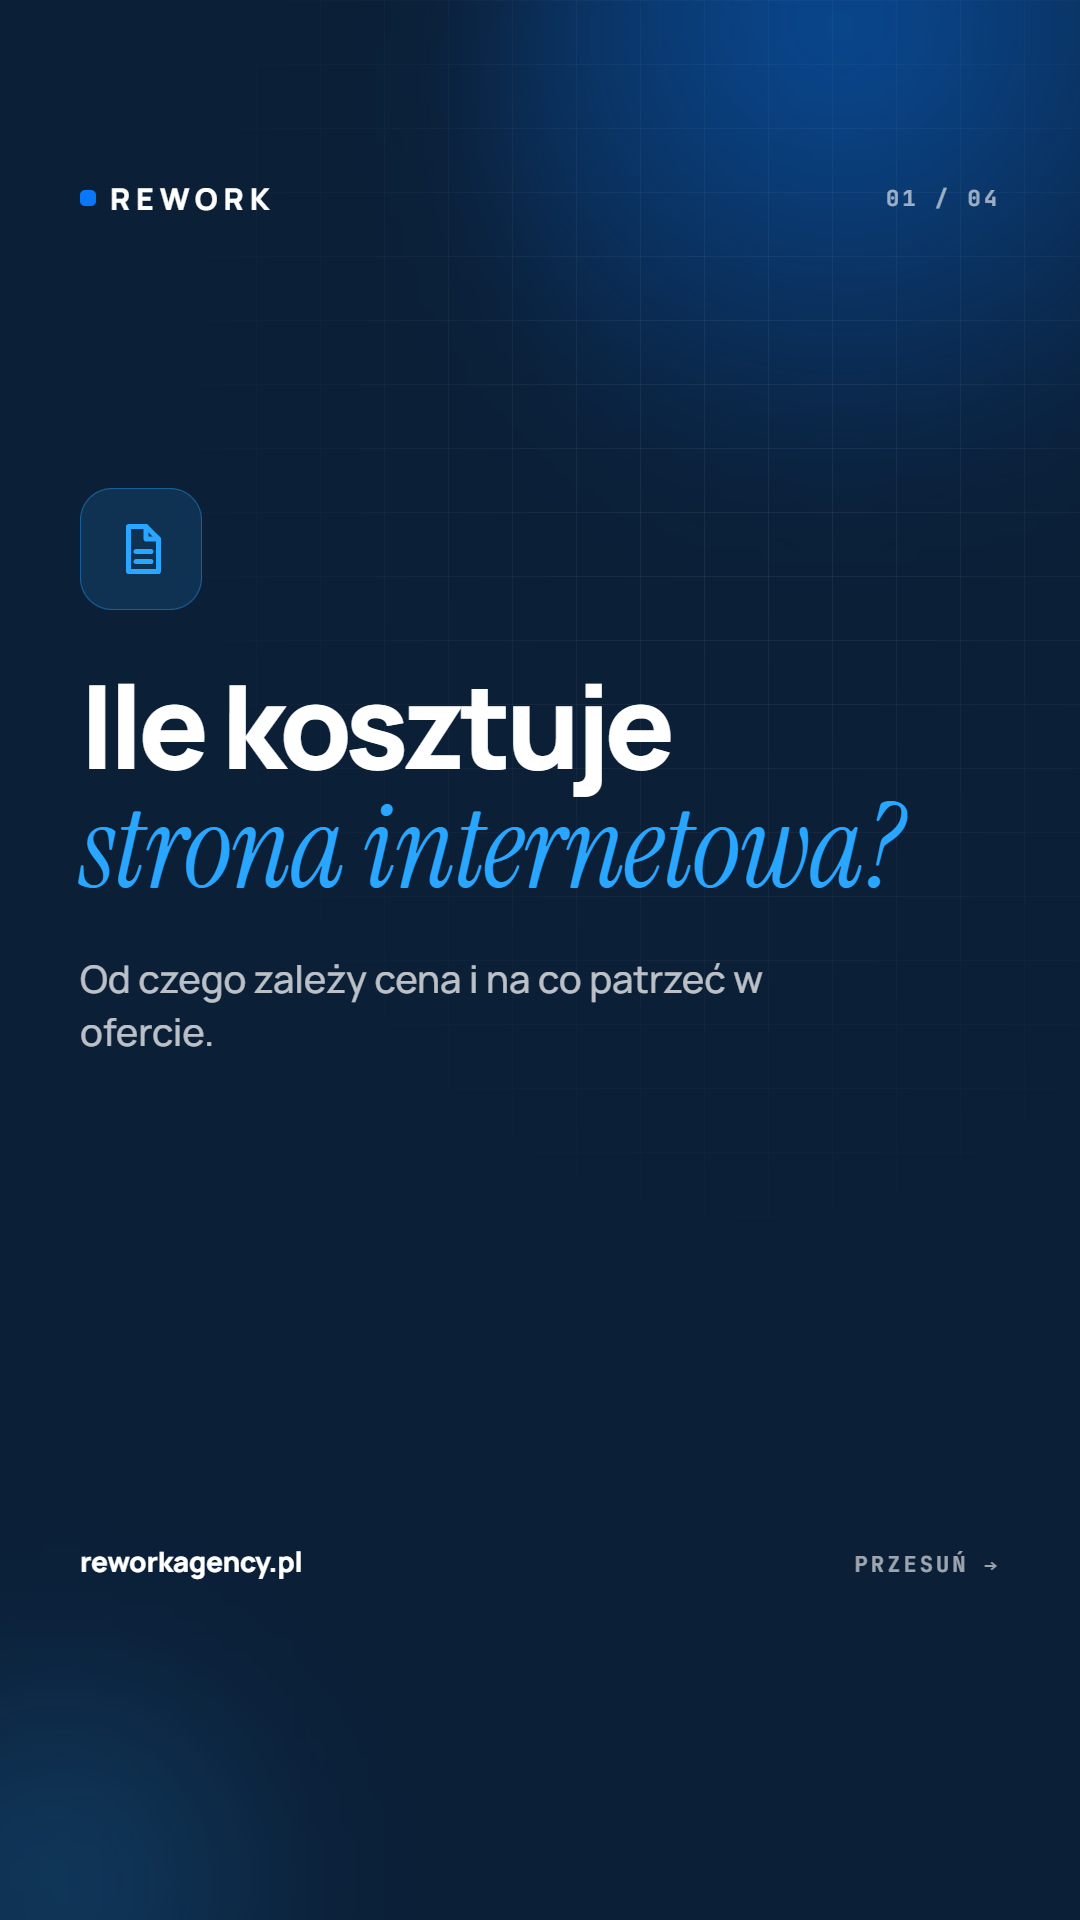 REWORK
01 / 04
Ile kosztuje
strona internetowa?
Od czego zależy cena i na co patrzeć w
ofercie.
reworkagency.pl
PRZESUŃ →